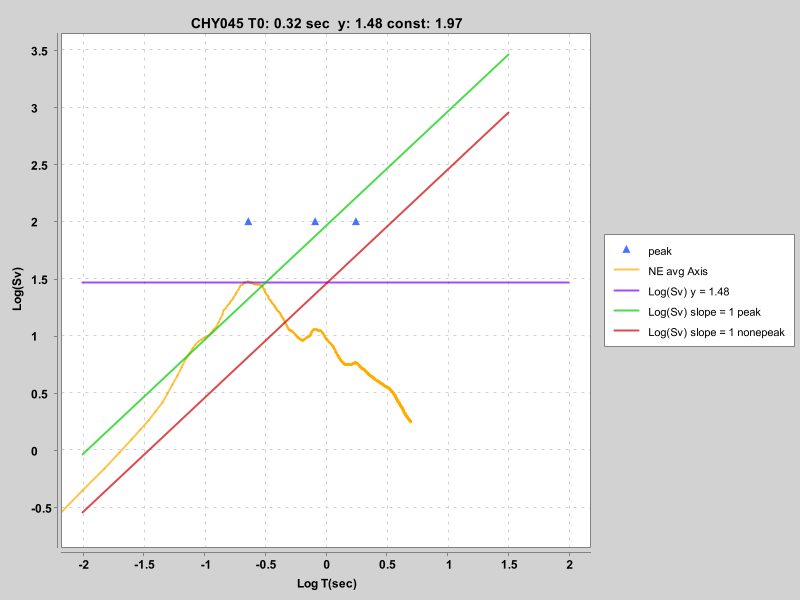 CHY045 T0: 0.32 sec  y: 1.48 const: 1.97
3.5
3
2.5
2
1.5
1
0.5
0
-0.5
Log(Sv)
-2 -1.5 -1 -0.5 0 0.5 1 1.5 2
Log T(sec)
peak
NE avg Axis
Log(Sv) y = 1.48
Log(Sv) slope = 1 peak
Log(Sv) slope = 1 nonepeak